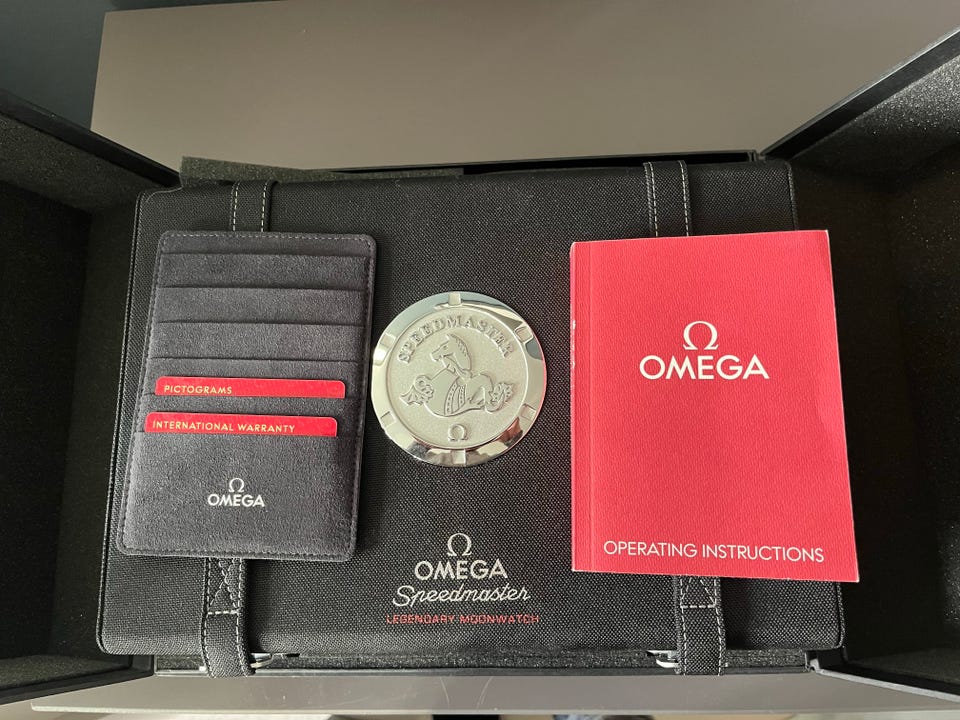 PICTOGRAMS
INTERNATIONAL WARRANTY
Ω
OMEGA
SPEEDMASTER
Ω
Ω
OMEGA
Speedmaster
LEGENDARY MOONWATCH
Ω
OMEGA
OPERATING INSTRUCTIONS